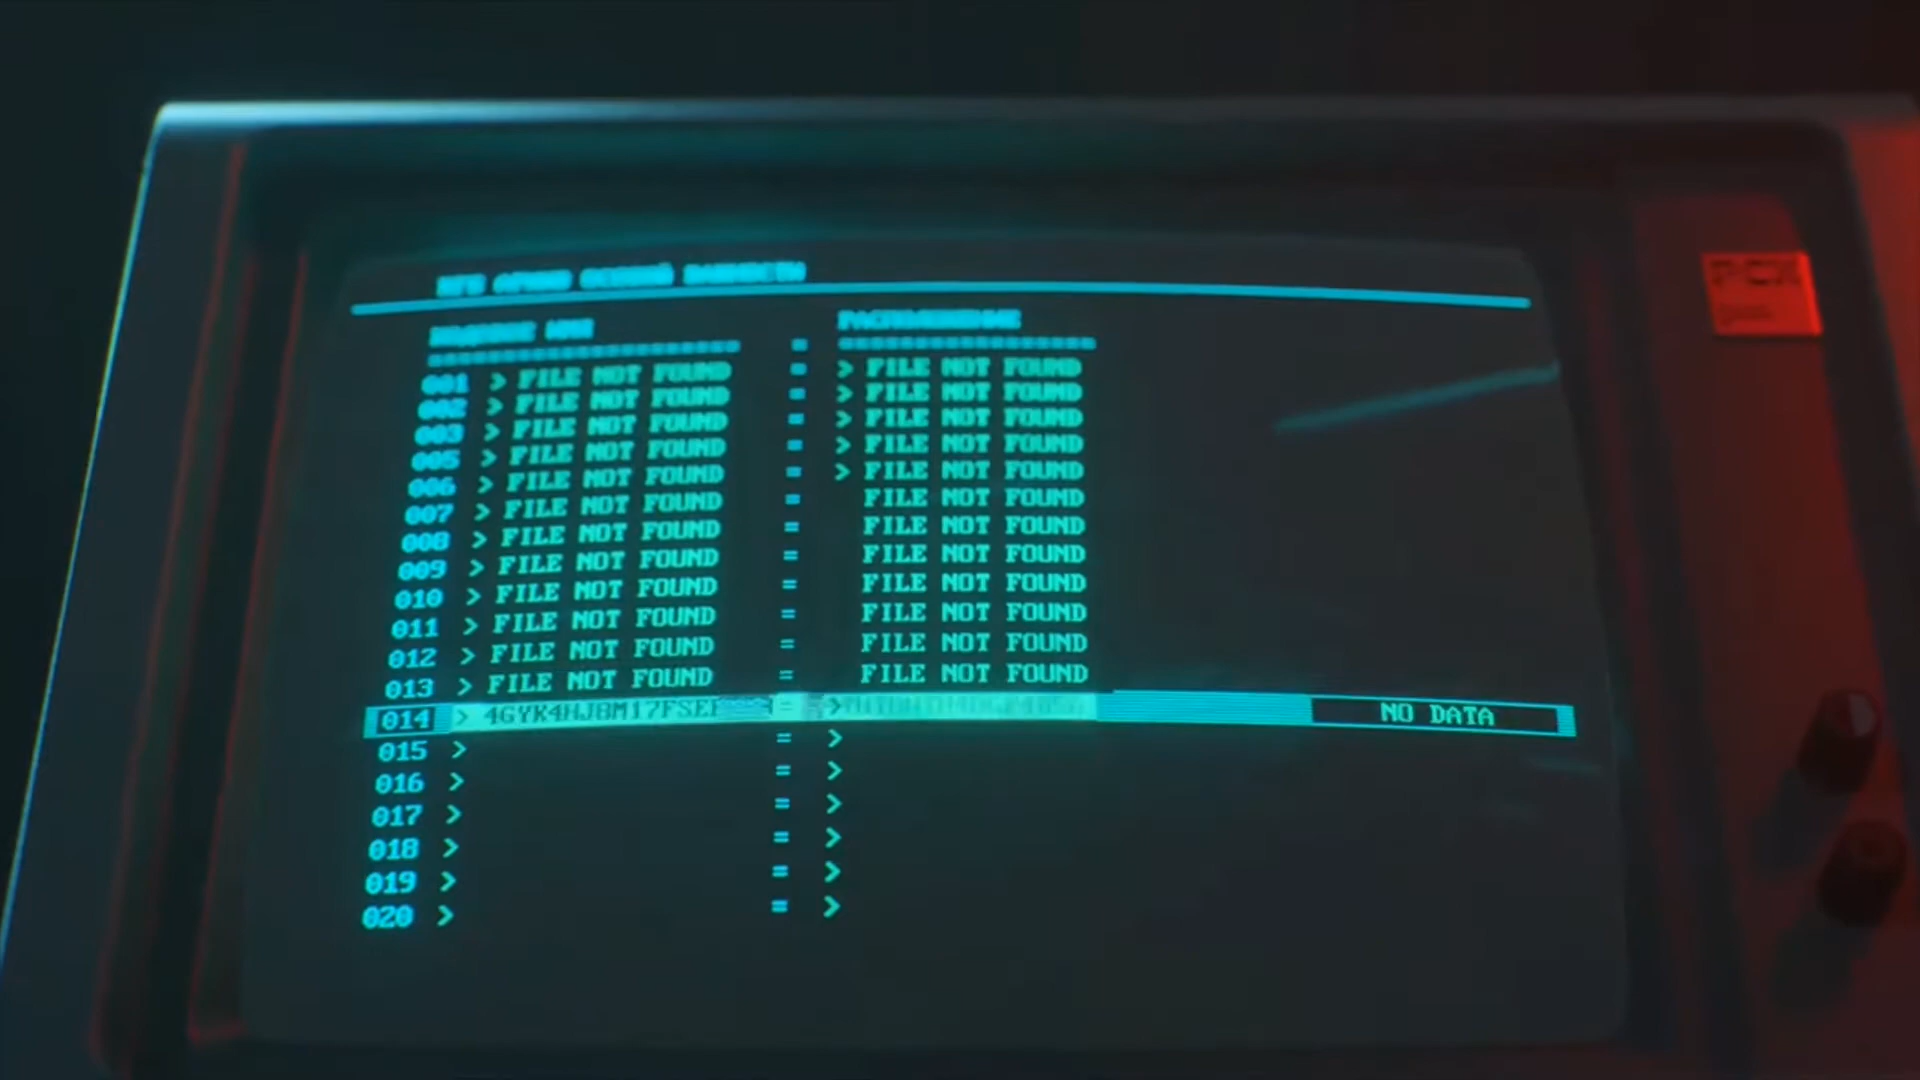 001 > FILE NOT FOUND = > FILE NOT FOUND
002 > FILE NOT FOUND = > FILE NOT FOUND
003 > FILE NOT FOUND = > FILE NOT FOUND
005 > FILE NOT FOUND = > FILE NOT FOUND
006 > FILE NOT FOUND = > FILE NOT FOUND
007 > FILE NOT FOUND = FILE NOT FOUND
008 > FILE NOT FOUND = FILE NOT FOUND
009 > FILE NOT FOUND = FILE NOT FOUND
010 > FILE NOT FOUND = FILE NOT FOUND
011 > FILE NOT FOUND = FILE NOT FOUND
012 > FILE NOT FOUND = FILE NOT FOUND
013 > FILE NOT FOUND = FILE NOT FOUND
014 > = > NO DATA
015 > = >
016 > = >
017 > = >
018 > = >
019 > = >
020 > = >
PCX